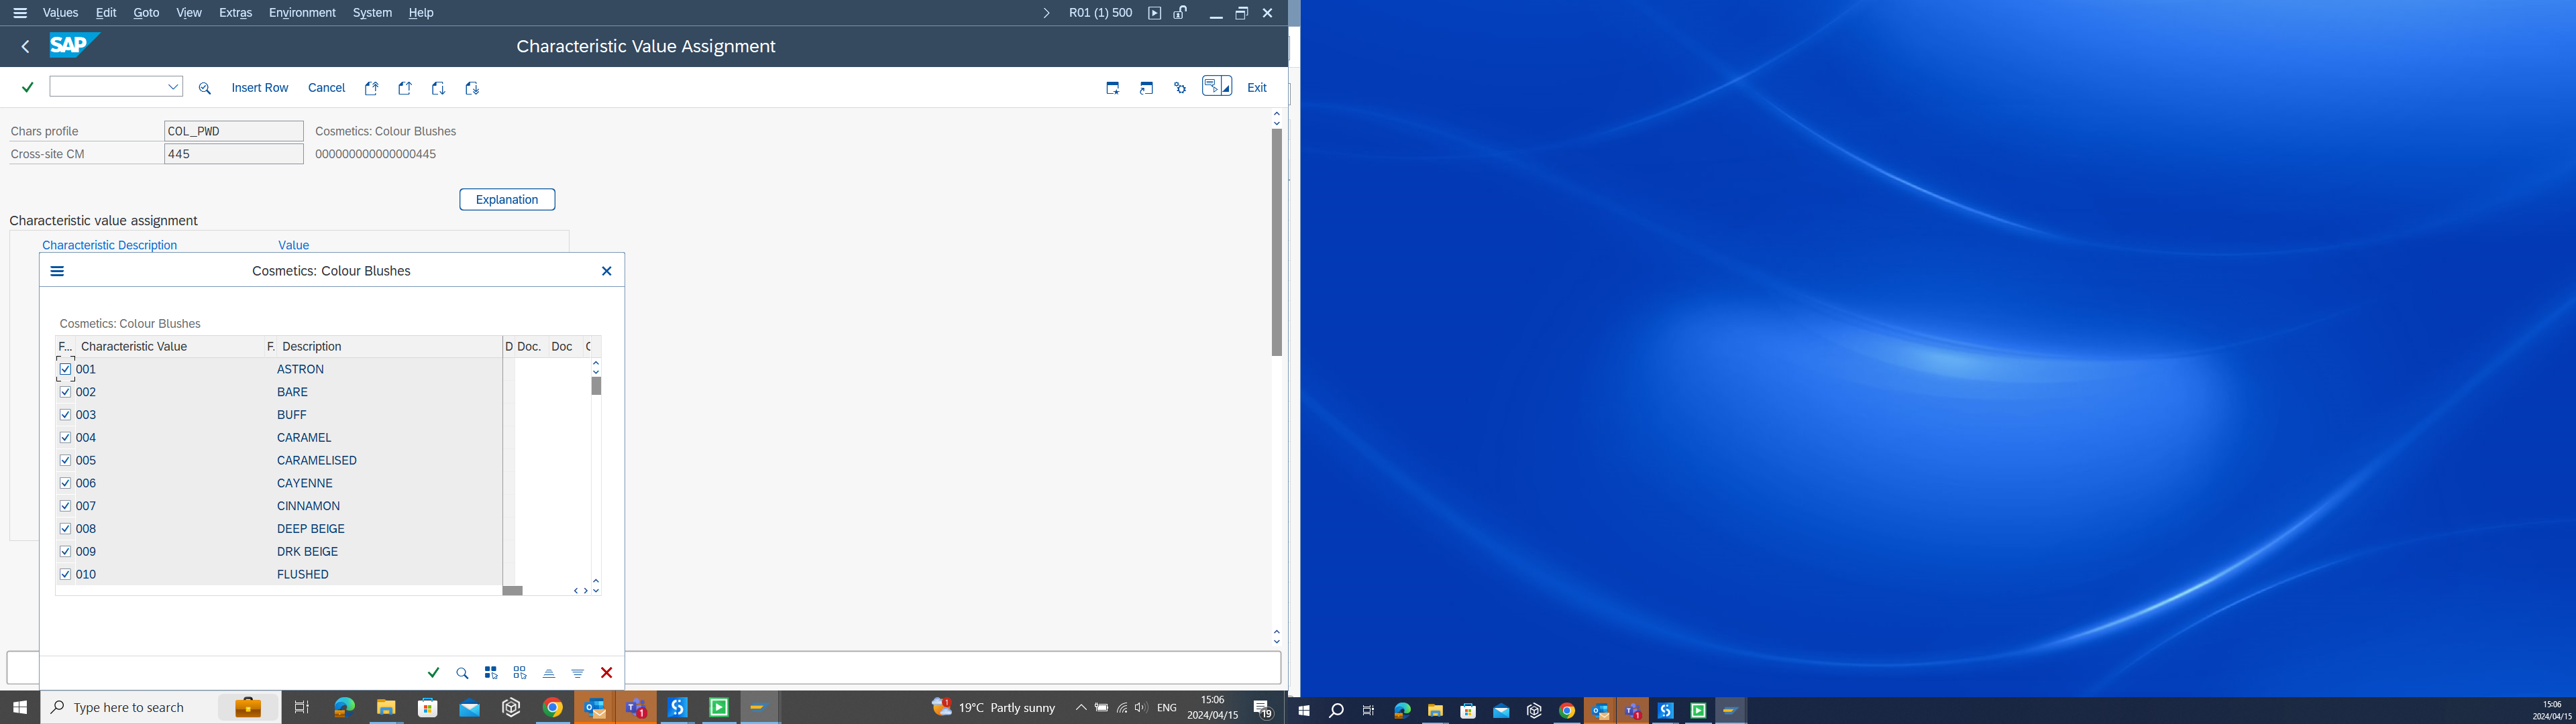 Values Edit Goto View Extras Environment System Help R01 (1) 500
SAP Characteristic Value Assignment
Insert Row Cancel Exit
Chars profile COL_PWD Cosmetics: Colour Blushes
Cross-site CM 445 000000000000000445
Explanation
Characteristic value assignment
Characteristic Description Value
Cosmetics: Colour Blushes
Cosmetics: Colour Blushes
F... Characteristic Value F. Description D Doc. Doc C
001 ASTRON
002 BARE
003 BUFF
004 CARAMEL
005 CARAMELISED
006 CAYENNE
007 CINNAMON
008 DEEP BEIGE
009 DRK BEIGE
010 FLUSHED
Type here to search
19°C Partly sunny
ENG
15:06
2024/04/15
19
15:06
2024/04/15